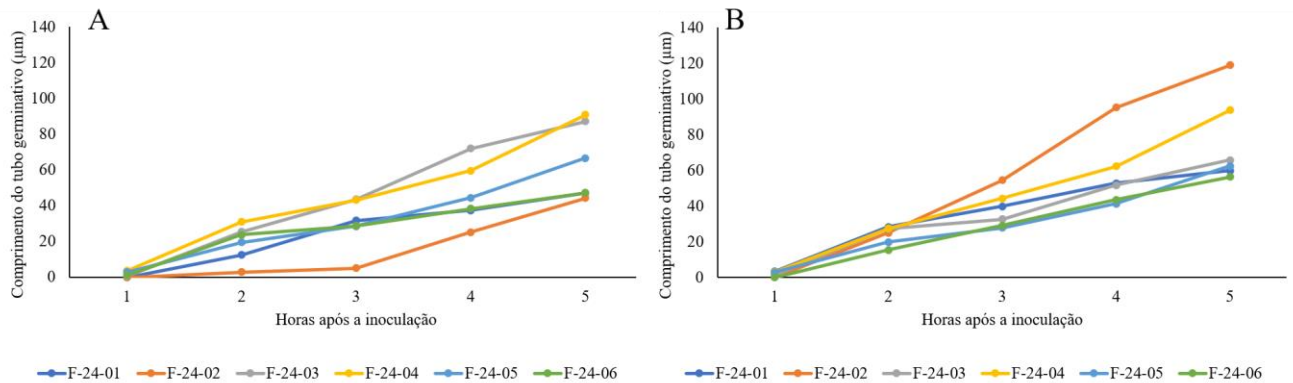 A
Comprimento do tubo germinativo (µm)
140
120
100
80
60
40
20
0
1 2 3 4 5
Horas após a inoculação
F-24-01 F-24-02 F-24-03 F-24-04 F-24-05 F-24-06
B
Comprimento do tubo germinativo (µm)
140
120
100
80
60
40
20
0
1 2 3 4 5
Horas após a inoculação
F-24-01 F-24-02 F-24-03 F-24-04 F-24-05 F-24-06